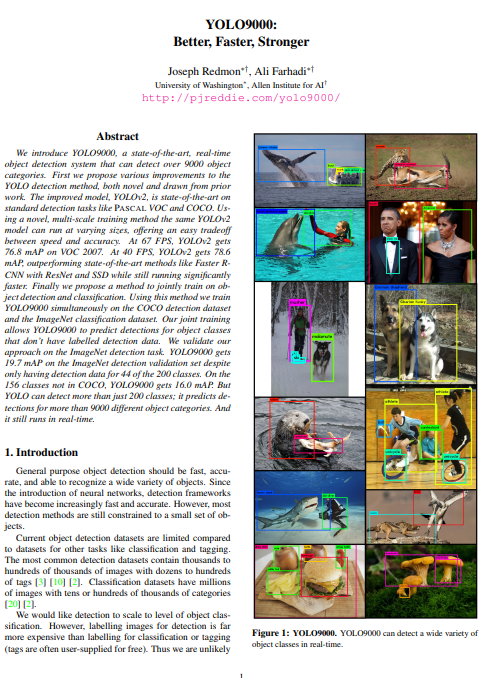 YOLO9000:
Better, Faster, Stronger
Joseph Redmon*†, Ali Farhadi*†
University of Washington*, Allen Institute for AI†
http://pjreddie.com/yolo9000/
Abstract
We introduce YOLO9000, a state-of-the-art, real-time
object detection system that can detect over 9000 object
categories. First we propose various improvements to the
YOLO detection method, both novel and drawn from prior
work. The improved model, YOLOv2, is state-of-the-art on
standard detection tasks like PASCAL VOC and COCO. Us-
ing a novel, multi-scale training method the same YOLOv2
model can run at varying sizes, offering an easy tradeoff
between speed and accuracy. At 67 FPS, YOLOv2 gets
76.8 mAP on VOC 2007. At 40 FPS, YOLOv2 gets 78.6
mAP, outperforming state-of-the-art methods like Faster R-
CNN with ResNet and SSD while still running significantly
faster. Finally we propose a method to jointly train on ob-
ject detection and classification. Using this method we train
YOLO9000 simultaneously on the COCO detection dataset
and the ImageNet classification dataset. Our joint training
allows YOLO9000 to predict detections for object classes
that don't have labelled detection data. We validate our
approach on the ImageNet detection task. YOLO9000 gets
19.7 mAP on the ImageNet detection validation set despite
only having detection data for 44 of the 200 classes. On the
156 classes not in COCO, YOLO9000 gets 16.0 mAP. But
YOLO can detect more than just 200 classes; it predicts de-
tections for more than 9000 different object categories. And
it still runs in real-time.
1. Introduction
General purpose object detection should be fast, accu-
rate, and able to recognize a wide variety of objects. Since
the introduction of neural networks, detection frameworks
have become increasingly fast and accurate. However, most
detection methods are still constrained to a small set of ob-
jects.
Current object detection datasets are limited compared
to datasets for other tasks like classification and tagging.
The most common detection datasets contain thousands to
hundreds of thousands of images with dozens to hundreds
of tags [3] [10] [2]. Classification datasets have millions
of images with tens or hundreds of thousands of categories
[20] [2].
We would like detection to scale to level of object clas-
sification. However, labelling images for detection is far
more expensive than labelling for classification or tagging
(tags are often user-supplied for free). Thus we are unlikely
Figure 1: YOLO9000. YOLO9000 can detect a wide variety of
object classes in real-time.
1